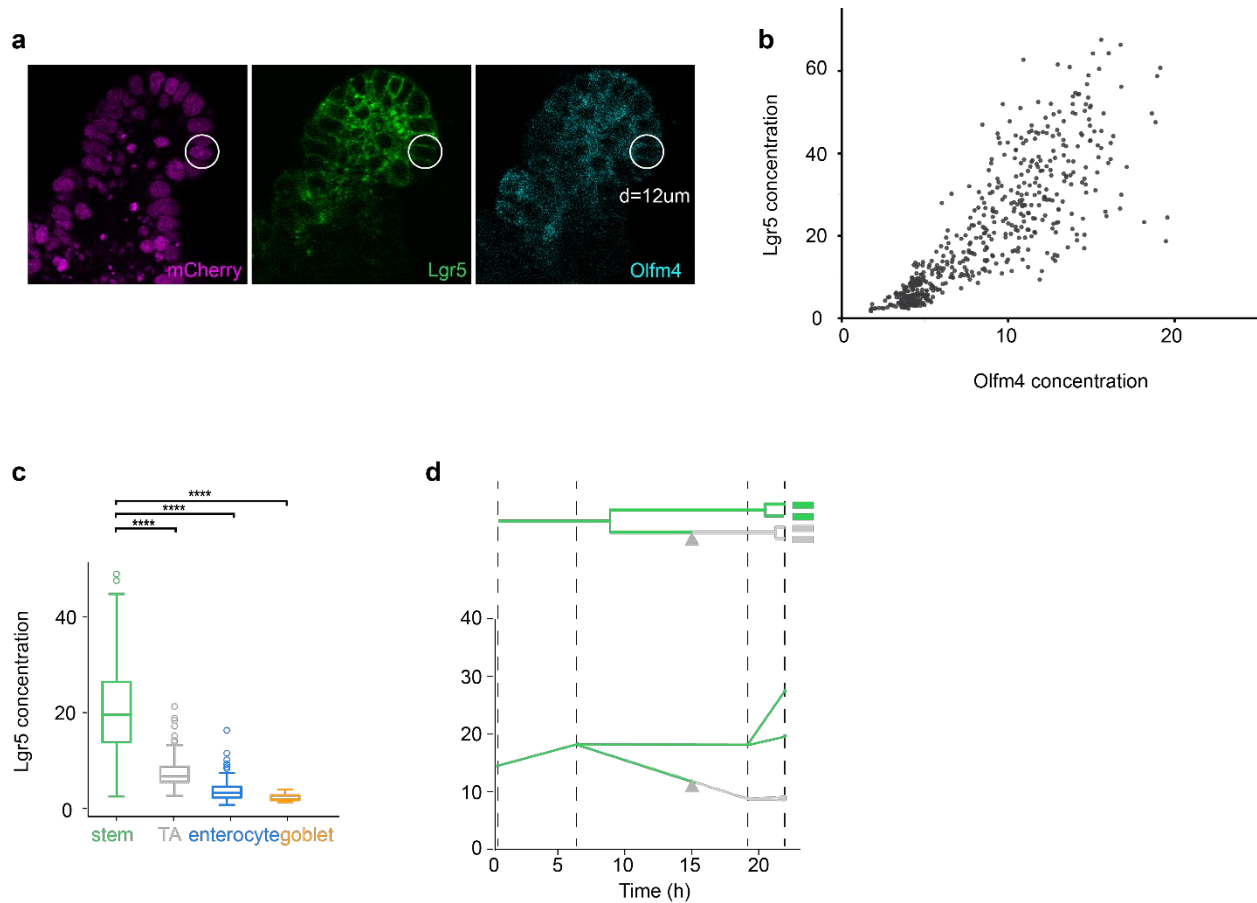 a
mCherry
Lgr5
Olfm4
d=12um
b
Lgr5 concentration
60
40
20
0
0
10
20
Olfm4 concentration
c
****
****
****
Lgr5 concentration
40
20
0
stem
TA
enterocyte
goblet
d
40
30
20
10
0
0
5
10
15
20
Time (h)